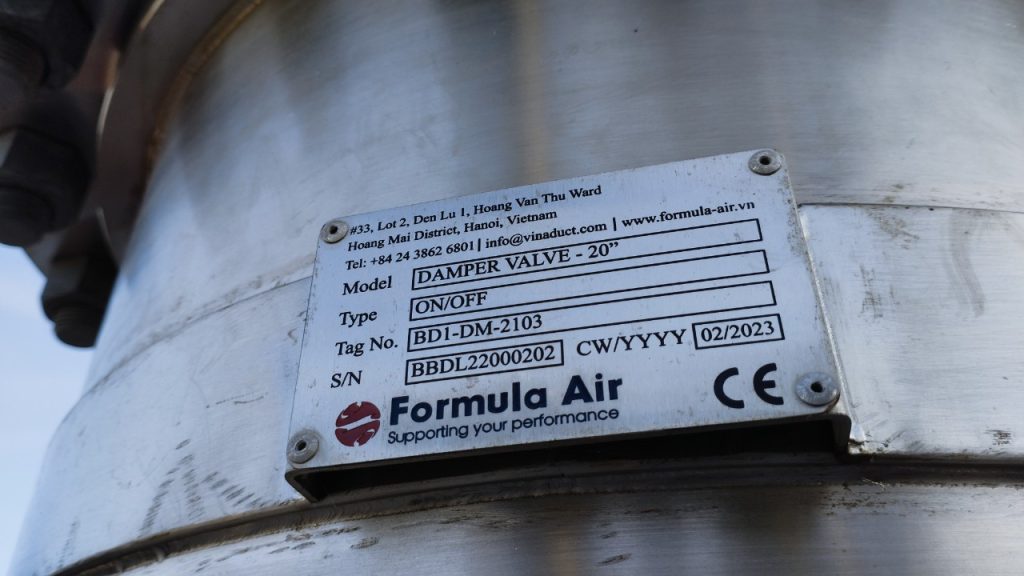 #33, Lot 2, Den Lu 1, Hoang Van Thu Ward
Hoang Mai District, Hanoi, Vietnam
Tel: +84 24 3862 6801 | info@vinaduct.com | www.formula-air.vn
Model DAMPER VALVE - 20”
Type ON/OFF
Tag No. BD1-DM-2103
S/N BBDL22000202 CW/YYYY 02/2023
Formula Air CE
Supporting your performance